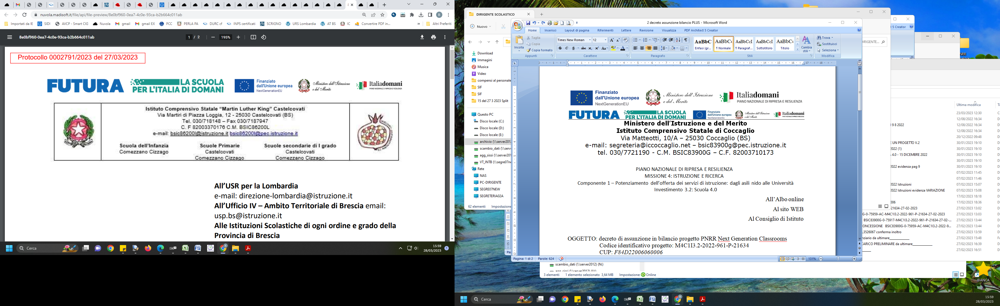 nuvola.madisoft.it/file/api/file-preview/8e0bf960-0ea7-4c0e-93ca-b2b664c011ab
Importati da IE SIDI AVCP - Smart CIG Nuvola gmail gmail EX PCC PERLA PA DURC cf INPS certificati SCRIGNO URS Lombardia AT BS IC Convertire PDF in... » Altri Preferiti
8e0bf960-0ea7-4c0e-93ca-b2b664c011ab 1 / 2 195%
Protocollo 0002791/2023 del 27/03/2023
FUTURA LA SCUOLA PER L'ITALIA DI DOMANI
Finanziato dall'Unione europea
NextGenerationEU
Ministero dell'Istruzione
e del Merito
Italiadomani
PIANO NAZIONALE DI RIPRESA E RESILIENZA
Istituto Comprensivo Statale "Martin Luther King" Castelcovati
Via Martiri di Piazza Loggia, 12 - 25030 Castelcovati (BS)
Tel. 030/718148 – Fax 030/7187947
C. F 82003370176 C.M. BSIC86200L
e-mail: bsic86200l@istruzione.it bsic86200l@pec.istruzione.it
Scuola dell'Infanzia Scuole Primarie Scuole secondarie di I grado
Comezzano Cizzago Castelcovati Castelcovati
Comezzano Cizzago Comezzano Cizzago
All'USR per la Lombardia
e-mail: direzione-lombardia@istruzione.it
All'Ufficio IV – Ambito Territoriale di Brescia email:
usp.bs@istruzione.it
Alle Istituzioni Scolastiche di ogni ordine e grado della
Provincia di Brescia
Cerca
15:59
28/03/2023
DIRIGENTE SCOLASTICO
Nuovo
Download
Immagini
Musica
Video
compensi al personale
SIF
SIF
15 del 27 3 2023 Split
Questo PC
Disco locale (C:)
Disco locale (D:)
Disco locale (E:)
archivio (\\server201
scambio_dati (\\serv
agg_sissi (\\server201
VT_INTB (\\segre07ne
Rete
NAS
PC-DIRIGENTE
SEGRE07NEW
SEGRETERIA02A
62 elementi Impostazione
2 decreto assunzione bilancio PLUS - Microsoft Word
Home Inserisci Layout di pagina Riferimenti Lettere Revisione Visualizza PDF Architect 5 Creator
Incolla
Taglia
Copia
Copia formato
Appunti
Times New Roman 12
Carattere
Paragrafo
AaBbC AaBbC AaBbCcI AaBbCcI AaBbC
Enfasi (gr... ¶ Normale ¶ Paragraf... Sottotitolo Titolo
Cambia stili
Stili
Trova
Sostituisci
Seleziona
Modifica
Finanziato
dall'Unione europea
NextGenerationEU
Ministero dell'Istruzione
e del Merito
Italiadomani
PIANO NAZIONALE DI RIPRESA E RESILIENZA
FUTURA LA SCUOLA PER L'ITALIA DI DOMANI
Finanziato dall'Unione europea
NextGenerationEU
Ministero dell'Istruzione
e del Merito
Italiadomani
Ministero dell'Istruzione e del Merito
Istituto Comprensivo Statale di Coccaglio
Via Matteotti, 10/A – 25030 Coccaglio (BS)
e-mail: segreteria@iccoccaglio.net – bsic83900g@pec.istruzione.it
tel. 030/7721190 - C.M. BSIC83900G – C.F. 82003710173
PIANO NAZIONALE DI RIPRESA E RESILIENZA
MISSIONE 4: ISTRUZIONE E RICERCA
Componente 1 – Potenziamento dell'offerta dei servizi di istruzione: dagli asili nido alle Università
Investimento 3.2: Scuola 4.0
All'Albo online
Al sito WEB
Al Consiglio di Istituto
OGGETTO: decreto di assunzione in bilancio progetto PNRR Next Generation Classrooms
Codice identificativo progetto: M4C1I3.2-2022-961-P-21634
CUP: F84D22006060006
Pagina: 1 di 2 Parole: 624 131%
scambio_dati (\\server2012) (N:)
3 elementi 1 elemento selezionato 3,64 MB Impostazione: Online
5 Creator
DIRIGENTE...
Ultima modifica
23/03/2023 12:30
12/08/2022 16:34
l 9 8 2022 12/08/2022 16:34
12/08/2022 16:34
20/12/2022 09:48
E UN PROGETTO V.2 30/01/2023 19:10
2022 (1) 30/01/2023 19:10
4.0 - 15 DICEMBRE 2022 30/01/2023 19:10
30/01/2023 19:10
2022 evidenza pag 9 30/01/2023 19:10
07/02/2023 11:45
07/02/2023 11:46
2022 Istruzioni 07/02/2023 15:07
2022 Istruzioni evidenza VARIAZIONE 07/02/2023 15:08
17/02/2023 18:18
006 17/02/2023 18:36
21634-27-02-2023 27/02/2023 13:02
G-0-75959-AC-M4C1I3.2-2022-961-P-21634-27-02-2023 27/02/2023 13:03
BSIC83900G-0-75917-M4C1I3.2-2022-961-P-21634-27-02-... 27/02/2023 13:44
ONCESSIONE BSIC83900G-0-75959-AC-M4C1I3.2-2022-9... 27/02/2023 13:44
L3526067 conferma inoltro 27/02/2023 13:59
nziario da ultimare____________ 27/02/2023 15:48
CARICO PRELIMINARE da ultimare____________ 27/02/2023 16:39
27/02/2023 16:51
BIANCA
Cerca
15:59
28/03/2023